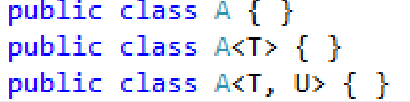 public class A { }
public class A<T> { }
public class A<T, U> { }